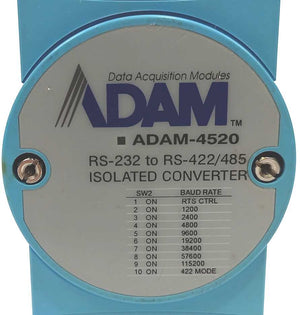 Data Acquisition Modules
ADAM™
■ ADAM-4520
RS-232 to RS-422/485
ISOLATED CONVERTER
SW2 BAUD RATE
1 ON RTS CTRL
2 ON 1200
3 ON 2400
4 ON 4800
5 ON 9600
6 ON 19200
7 ON 38400
8 ON 57600
9 ON 115200
10 ON 422 MODE